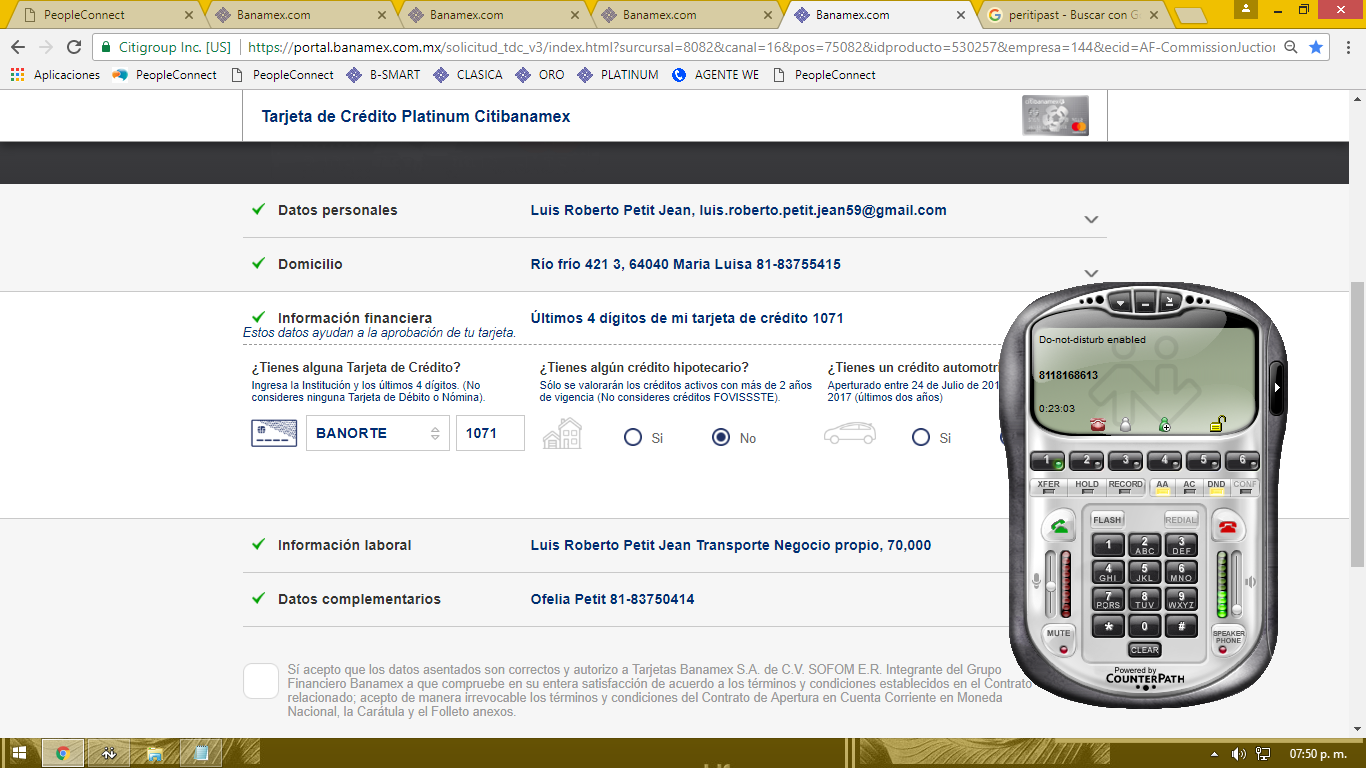 PeopleConnect
Banamex.com
Banamex.com
Banamex.com
Banamex.com
peritipast - Buscar con G
Citigroup Inc. [US]
https://portal.banamex.com.mx/solicitud_tdc_v3/index.html?surcursal=8082&canal=16&pos=75082&idproducto=530257&empresa=144&ecid=AF-CommissionJuction
Aplicaciones PeopleConnect PeopleConnect B-SMART CLASICA ORO PLATINUM AGENTE WE PeopleConnect
Tarjeta de Crédito Platinum Citibanamex
Datos personales
Luis Roberto Petit Jean, luis.roberto.petit.jean59@gmail.com
Domicilio
Río frío 421 3, 64040 Maria Luisa 81-83755415
Información financiera
Últimos 4 dígitos de mi tarjeta de crédito 1071
Estos datos ayudan a la aprobación de tu tarjeta.
¿Tienes alguna Tarjeta de Crédito?
Ingresa la Institución y los últimos 4 dígitos. (No
consideres ninguna Tarjeta de Débito o Nómina).
BANORTE
1071
¿Tienes algún crédito hipotecario?
Sólo se valorarán los créditos activos con más de 2 años
de vigencia (No consideres créditos FOVISSSTE).
Si
No
¿Tienes un crédito automotri
Aperturado entre 24 de Julio de 201
2017 (últimos dos años)
Si
Información laboral
Luis Roberto Petit Jean Transporte Negocio propio, 70,000
Datos complementarios
Ofelia Petit 81-83750414
Sí acepto que los datos asentados son correctos y autorizo a Tarjetas Banamex S.A. de C.V. SOFOM E.R. Integrante del Grupo
Financiero Banamex a que compruebe en su entera satisfacción de acuerdo a los términos y condiciones establecidos en el Contrato
relacionado; acepto de manera irrevocable los términos y condiciones del Contrato de Apertura en Cuenta Corriente en Moneda
Nacional, la Carátula y el Folleto anexos.
Do-not-disturb enabled
8118168613
0:23:03
1 2 3 4 5 6
XFER HOLD RECORD AA AC DND CONF
FLASH REDIAL
1 2 ABC 3 DEF
4 GHI 5 JKL 6 MNO
7 PQRS 8 TUV 9 WXYZ
* 0 #
MUTE
SPEAKER
PHONE
CLEAR
Powered by
COUNTERPATH
07:50 p. m.